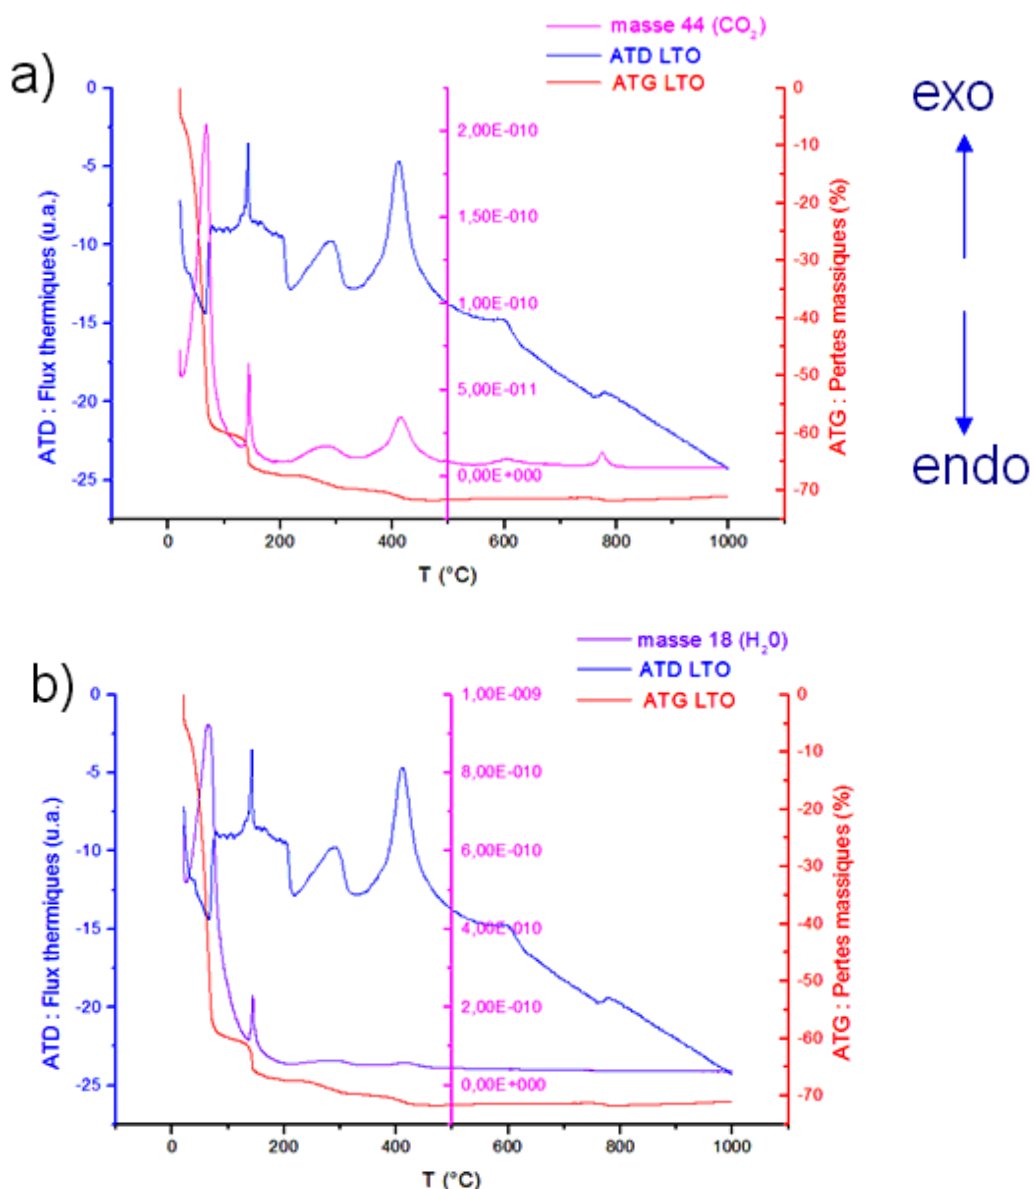 a)
masse 44 (CO₂)
ATD LTO
ATG LTO
exo
endo
ATD : Flux thermiques (u.a.)
0
-5
-10
-15
-20
-25
2,00E-010
1,50E-010
1,00E-010
5,00E-011
0,00E+000
0
-10
-20
-30
-40
-50
-60
-70
ATG : Pertes massiques (%)
0 200 400 600 800 1000
T (°C)
b)
masse 18 (H₂0)
ATD LTO
ATG LTO
ATD : Flux thermiques (u.a.)
0
-5
-10
-15
-20
-25
1,00E-009
8,00E-010
6,00E-010
4,00E-010
2,00E-010
0,00E+000
0
-10
-20
-30
-40
-50
-60
-70
ATG : Pertes massiques (%)
0 200 400 600 800 1000
T (°C)